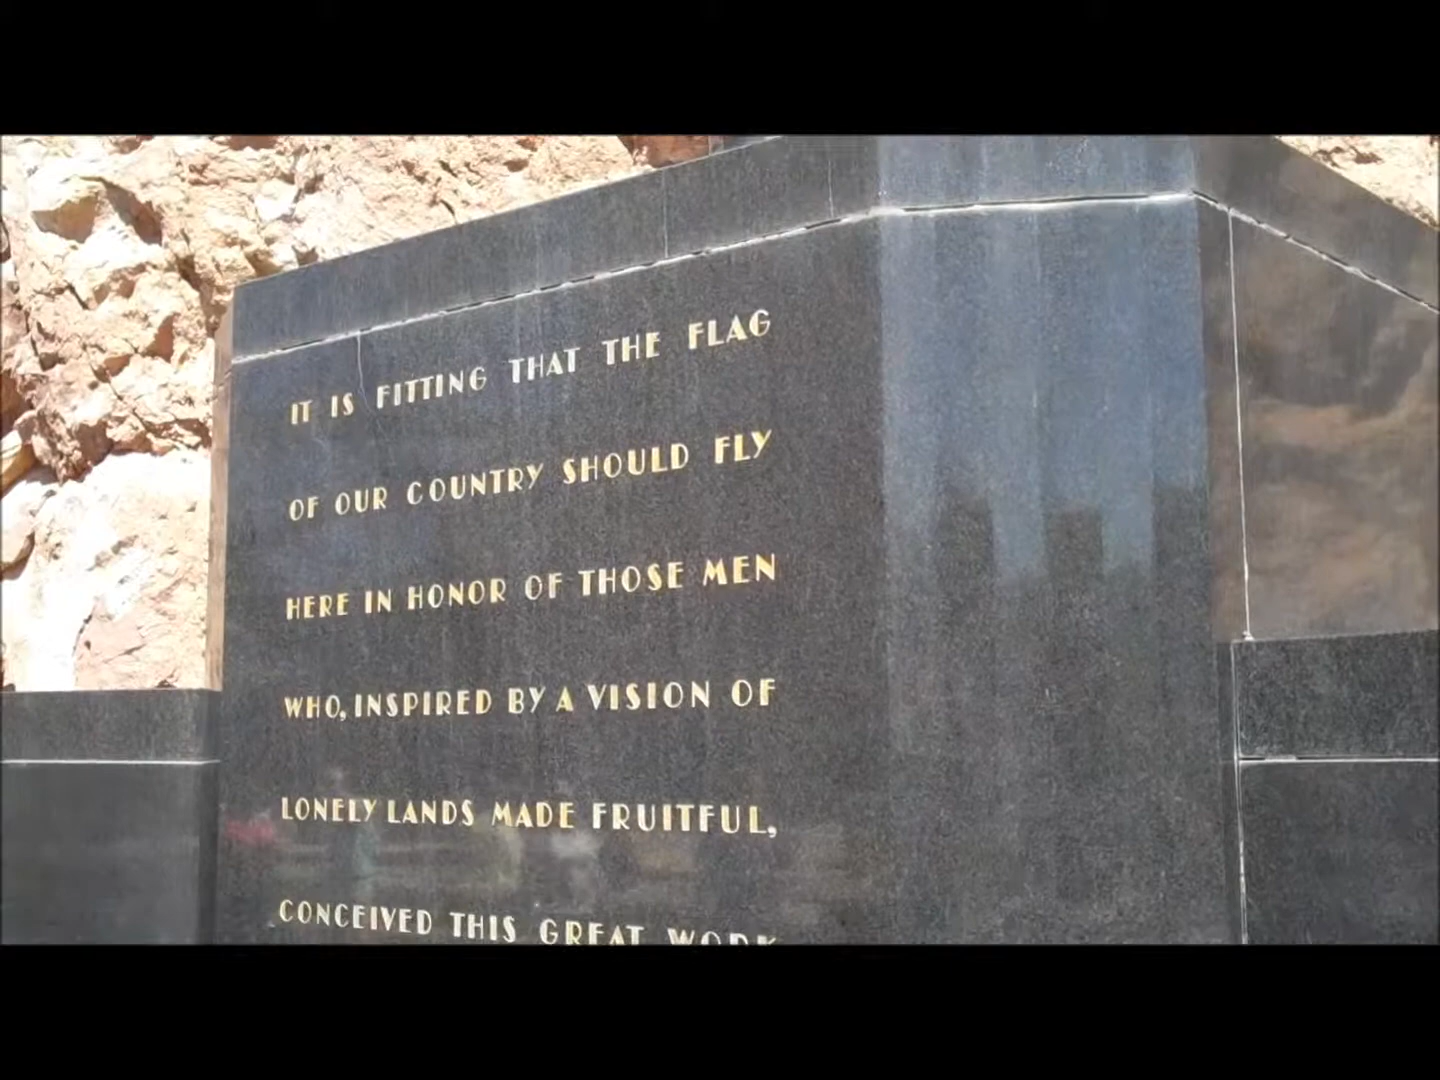 IT IS FITTING THAT THE FLAG
OF OUR COUNTRY SHOULD FLY
HERE IN HONOR OF THOSE MEN
WHO, INSPIRED BY A VISION OF
LONELY LANDS MADE FRUITFUL,
CONCEIVED THIS GREAT WORK